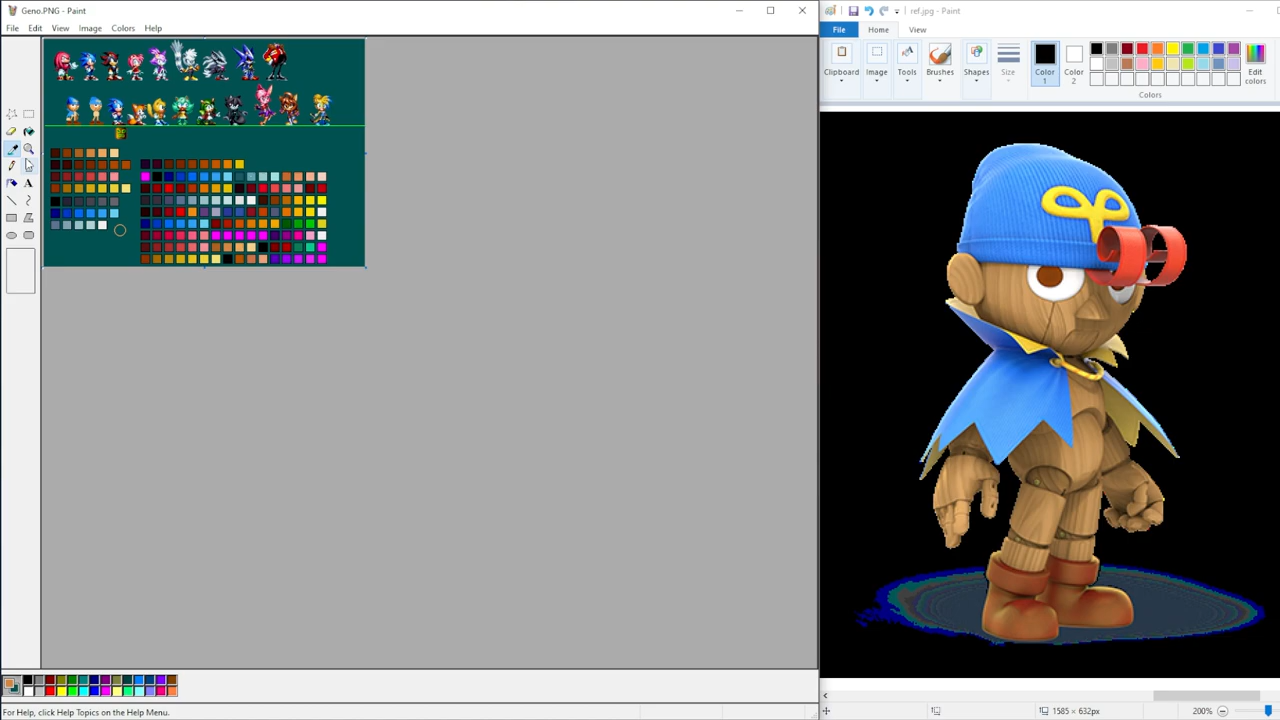 Geno.PNG - Paint
File Edit View Image Colors Help
A
For Help, click Help Topics on the Help Menu.
ref.jpg - Paint
File Home View
Clipboard Image Tools Brushes Shapes Size Color 1 Color 2 Edit colors
Colors
1585 × 632px 200%